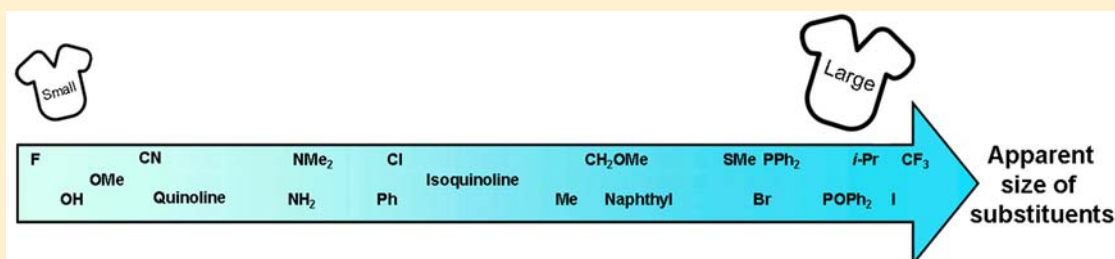 Small
Large
F CN NMe₂ Cl CH₂OMe SMe PPh₂ i-Pr CF₃
OMe Isoquinoline
OH Quinoline NH₂ Ph Me Naphthyl Br POPh₂ I
Apparent
size of
substituents